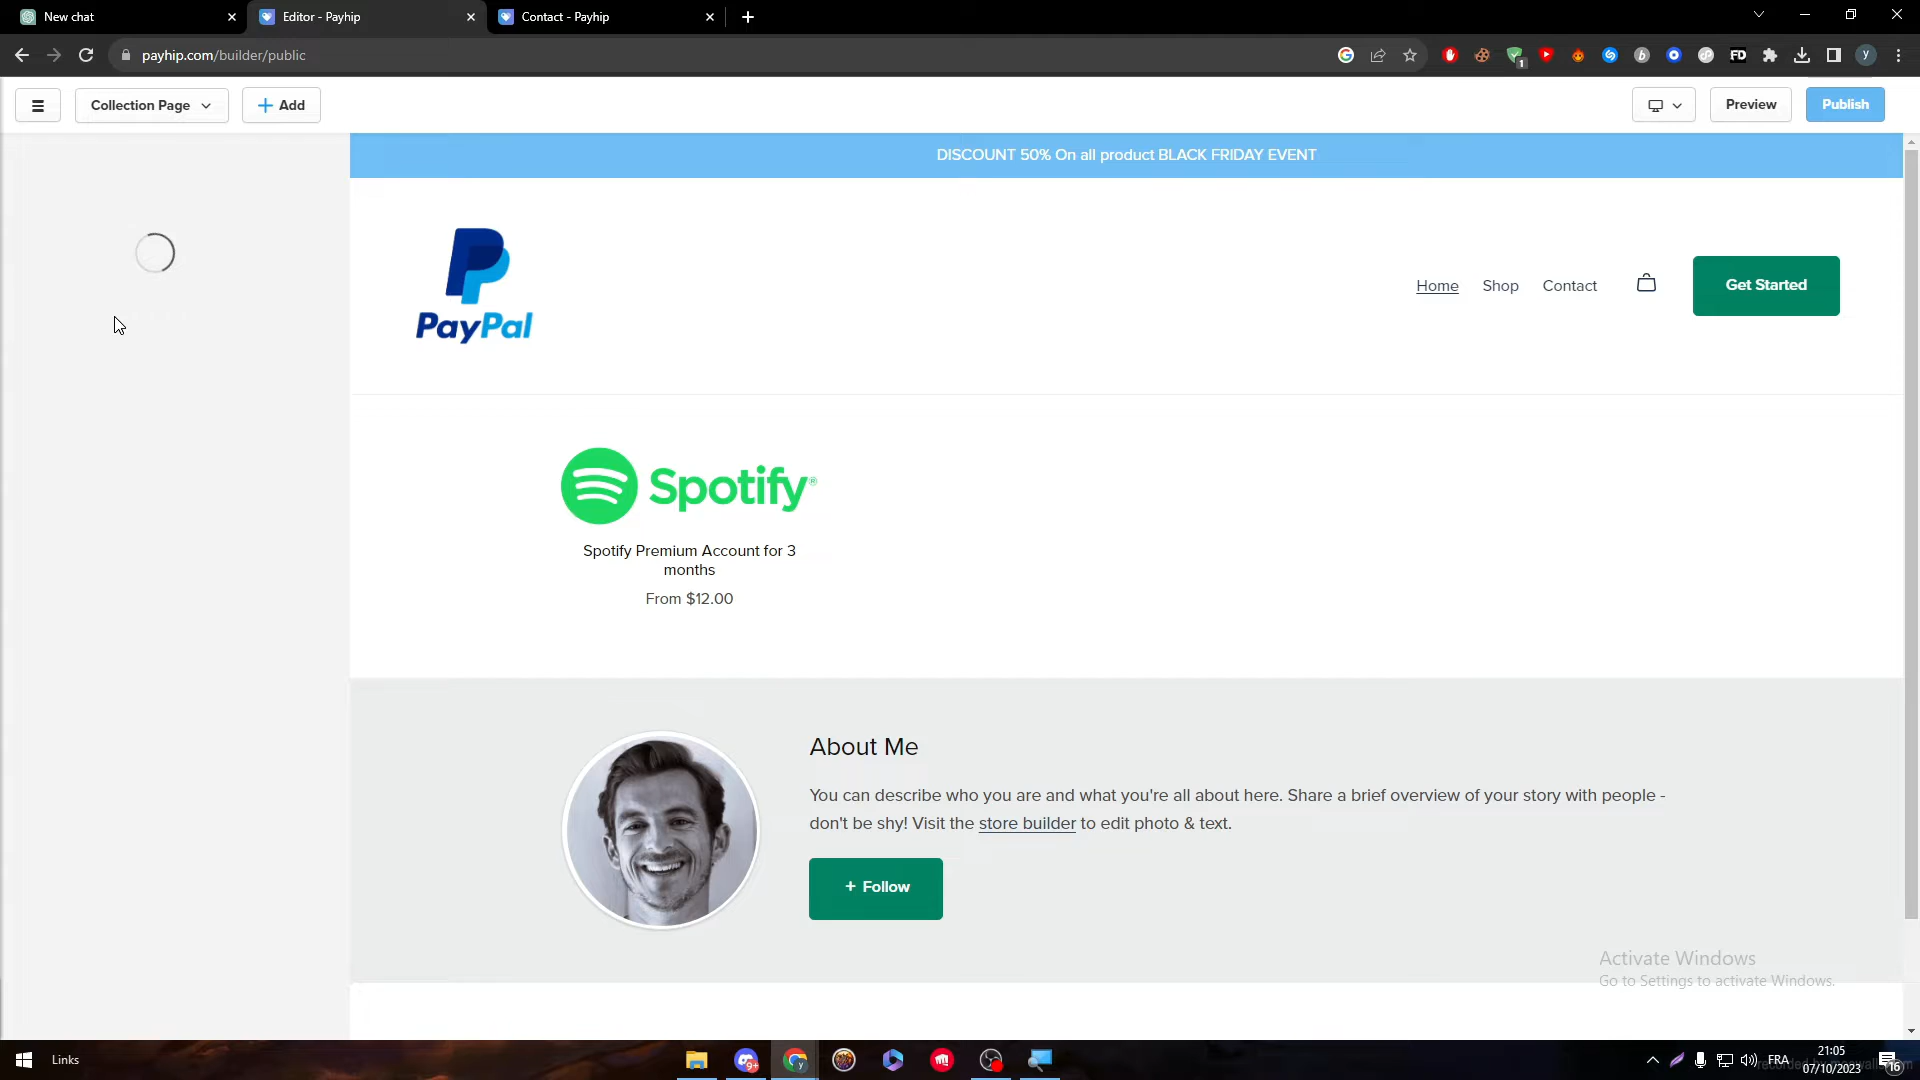 New chat
Editor - Payhip
Contact - Payhip
payhip.com/builder/public
1
FD
y
Collection Page
+ Add
Preview
Publish
DISCOUNT 50% On all product BLACK FRIDAY EVENT
PayPal
Home
Shop
Contact
Get Started
Spotify®
Spotify Premium Account for 3
months
From $12.00
About Me
You can describe who you are and what you're all about here. Share a brief overview of your story with people -
don't be shy! Visit the store builder to edit photo & text.
+ Follow
Activate Windows
Go to Settings to activate Windows.
Links
FRA
21:05
07/10/2023
16